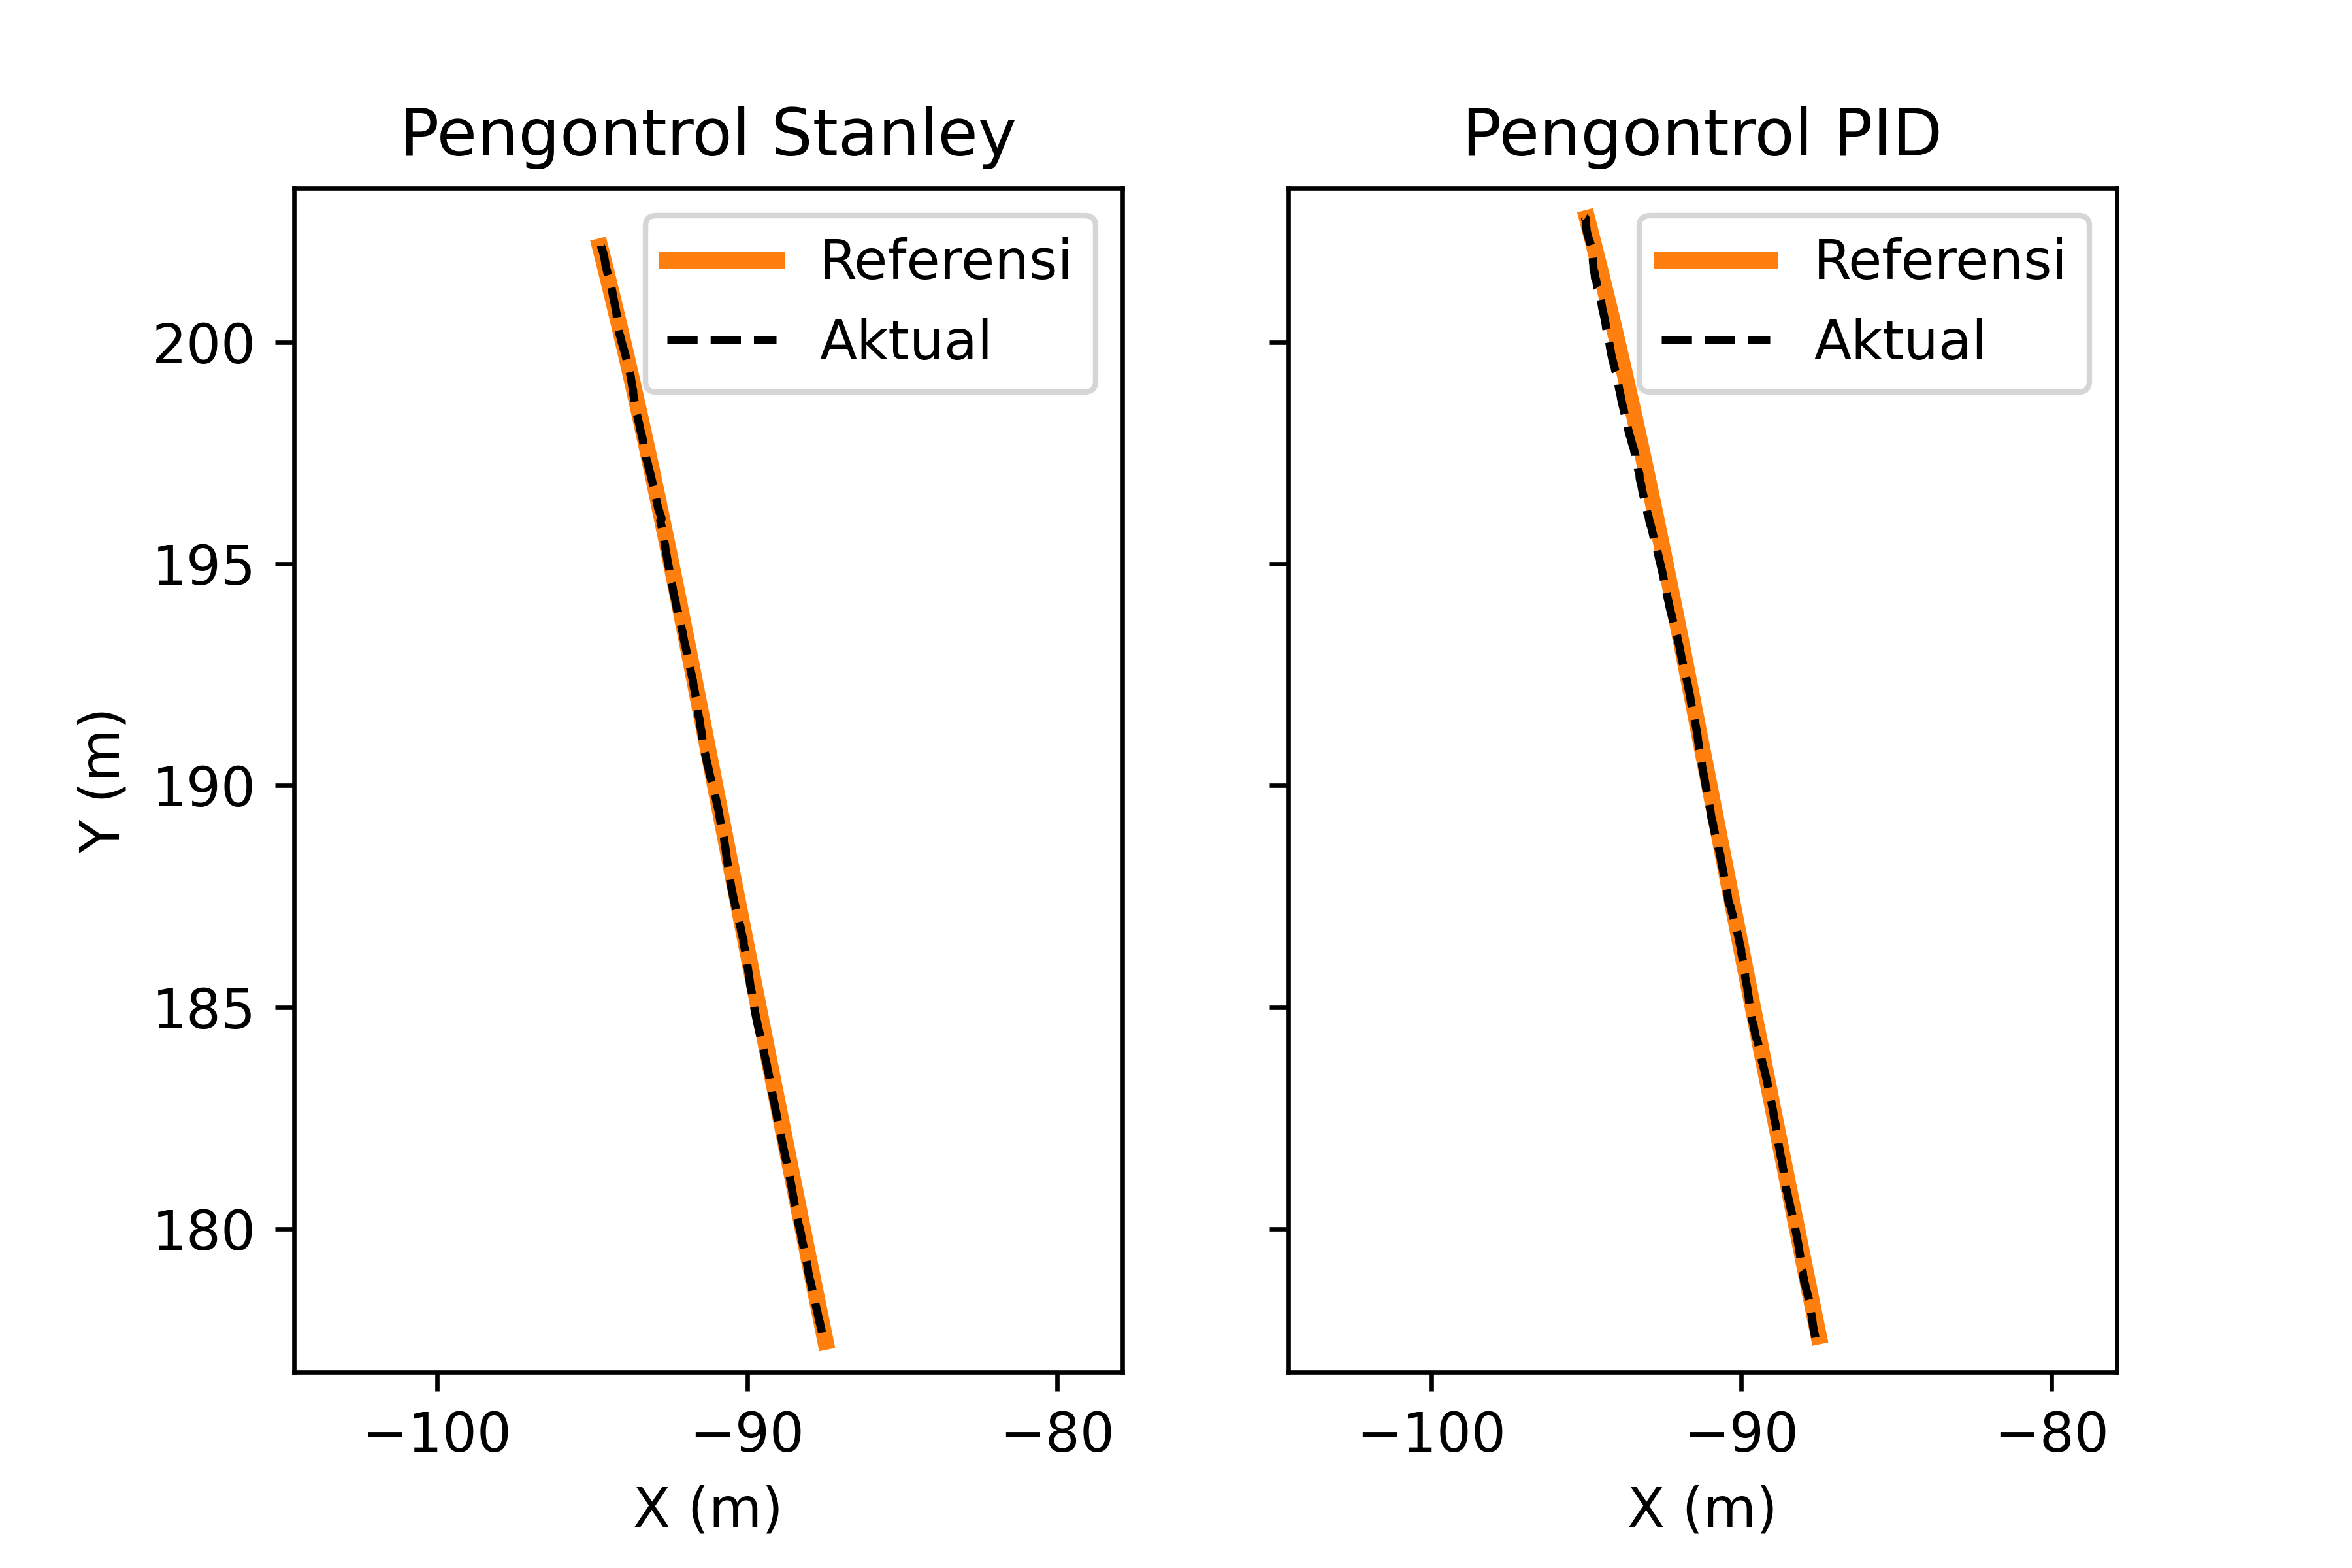 Pengontrol Stanley
Referensi
Aktual
200
195
190
185
180
Y (m)
−100
−90
−80
X (m)
Pengontrol PID
Referensi
Aktual
−100
−90
−80
X (m)